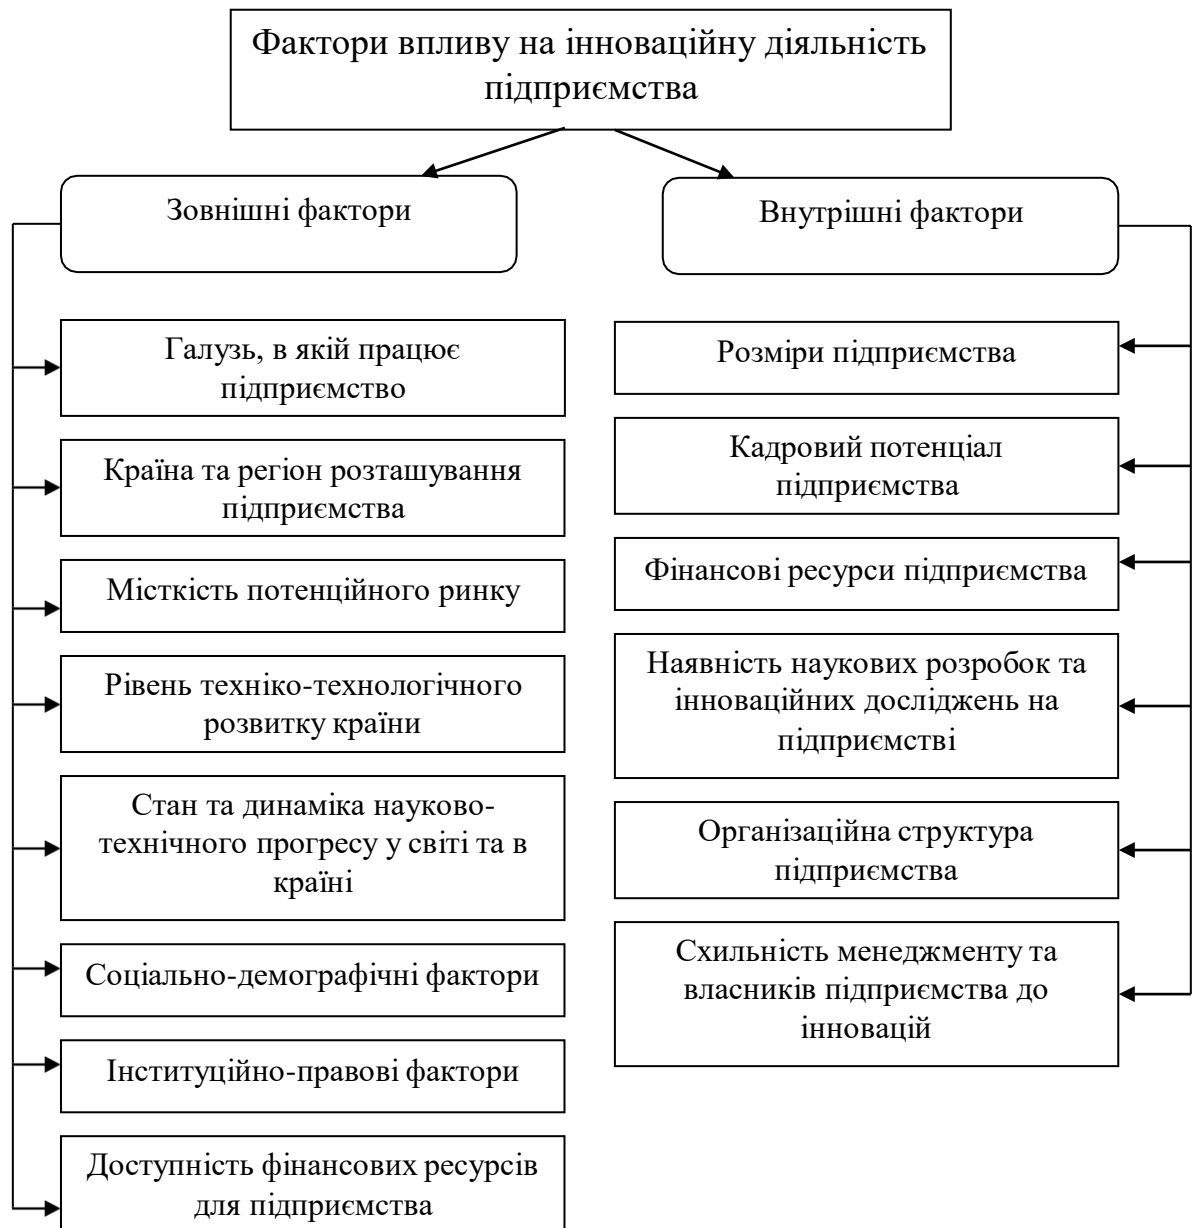 Фактори впливу на інноваційну діяльність
підприємства
Зовнішні фактори
Галузь, в якій працює
підприємство
Країна та регіон розташування
підприємства
Місткість потенційного ринку
Рівень техніко-технологічного
розвитку країни
Стан та динаміка науково-
технічного прогресу у світі та в
країні
Соціально-демографічні фактори
Інституційно-правові фактори
Доступність фінансових ресурсів
для підприємства
Внутрішні фактори
Розміри підприємства
Кадровий потенціал
підприємства
Фінансові ресурси підприємства
Наявність наукових розробок та
інноваційних досліджень на
підприємстві
Організаційна структура
підприємства
Схильність менеджменту та
власників підприємства до
інновацій